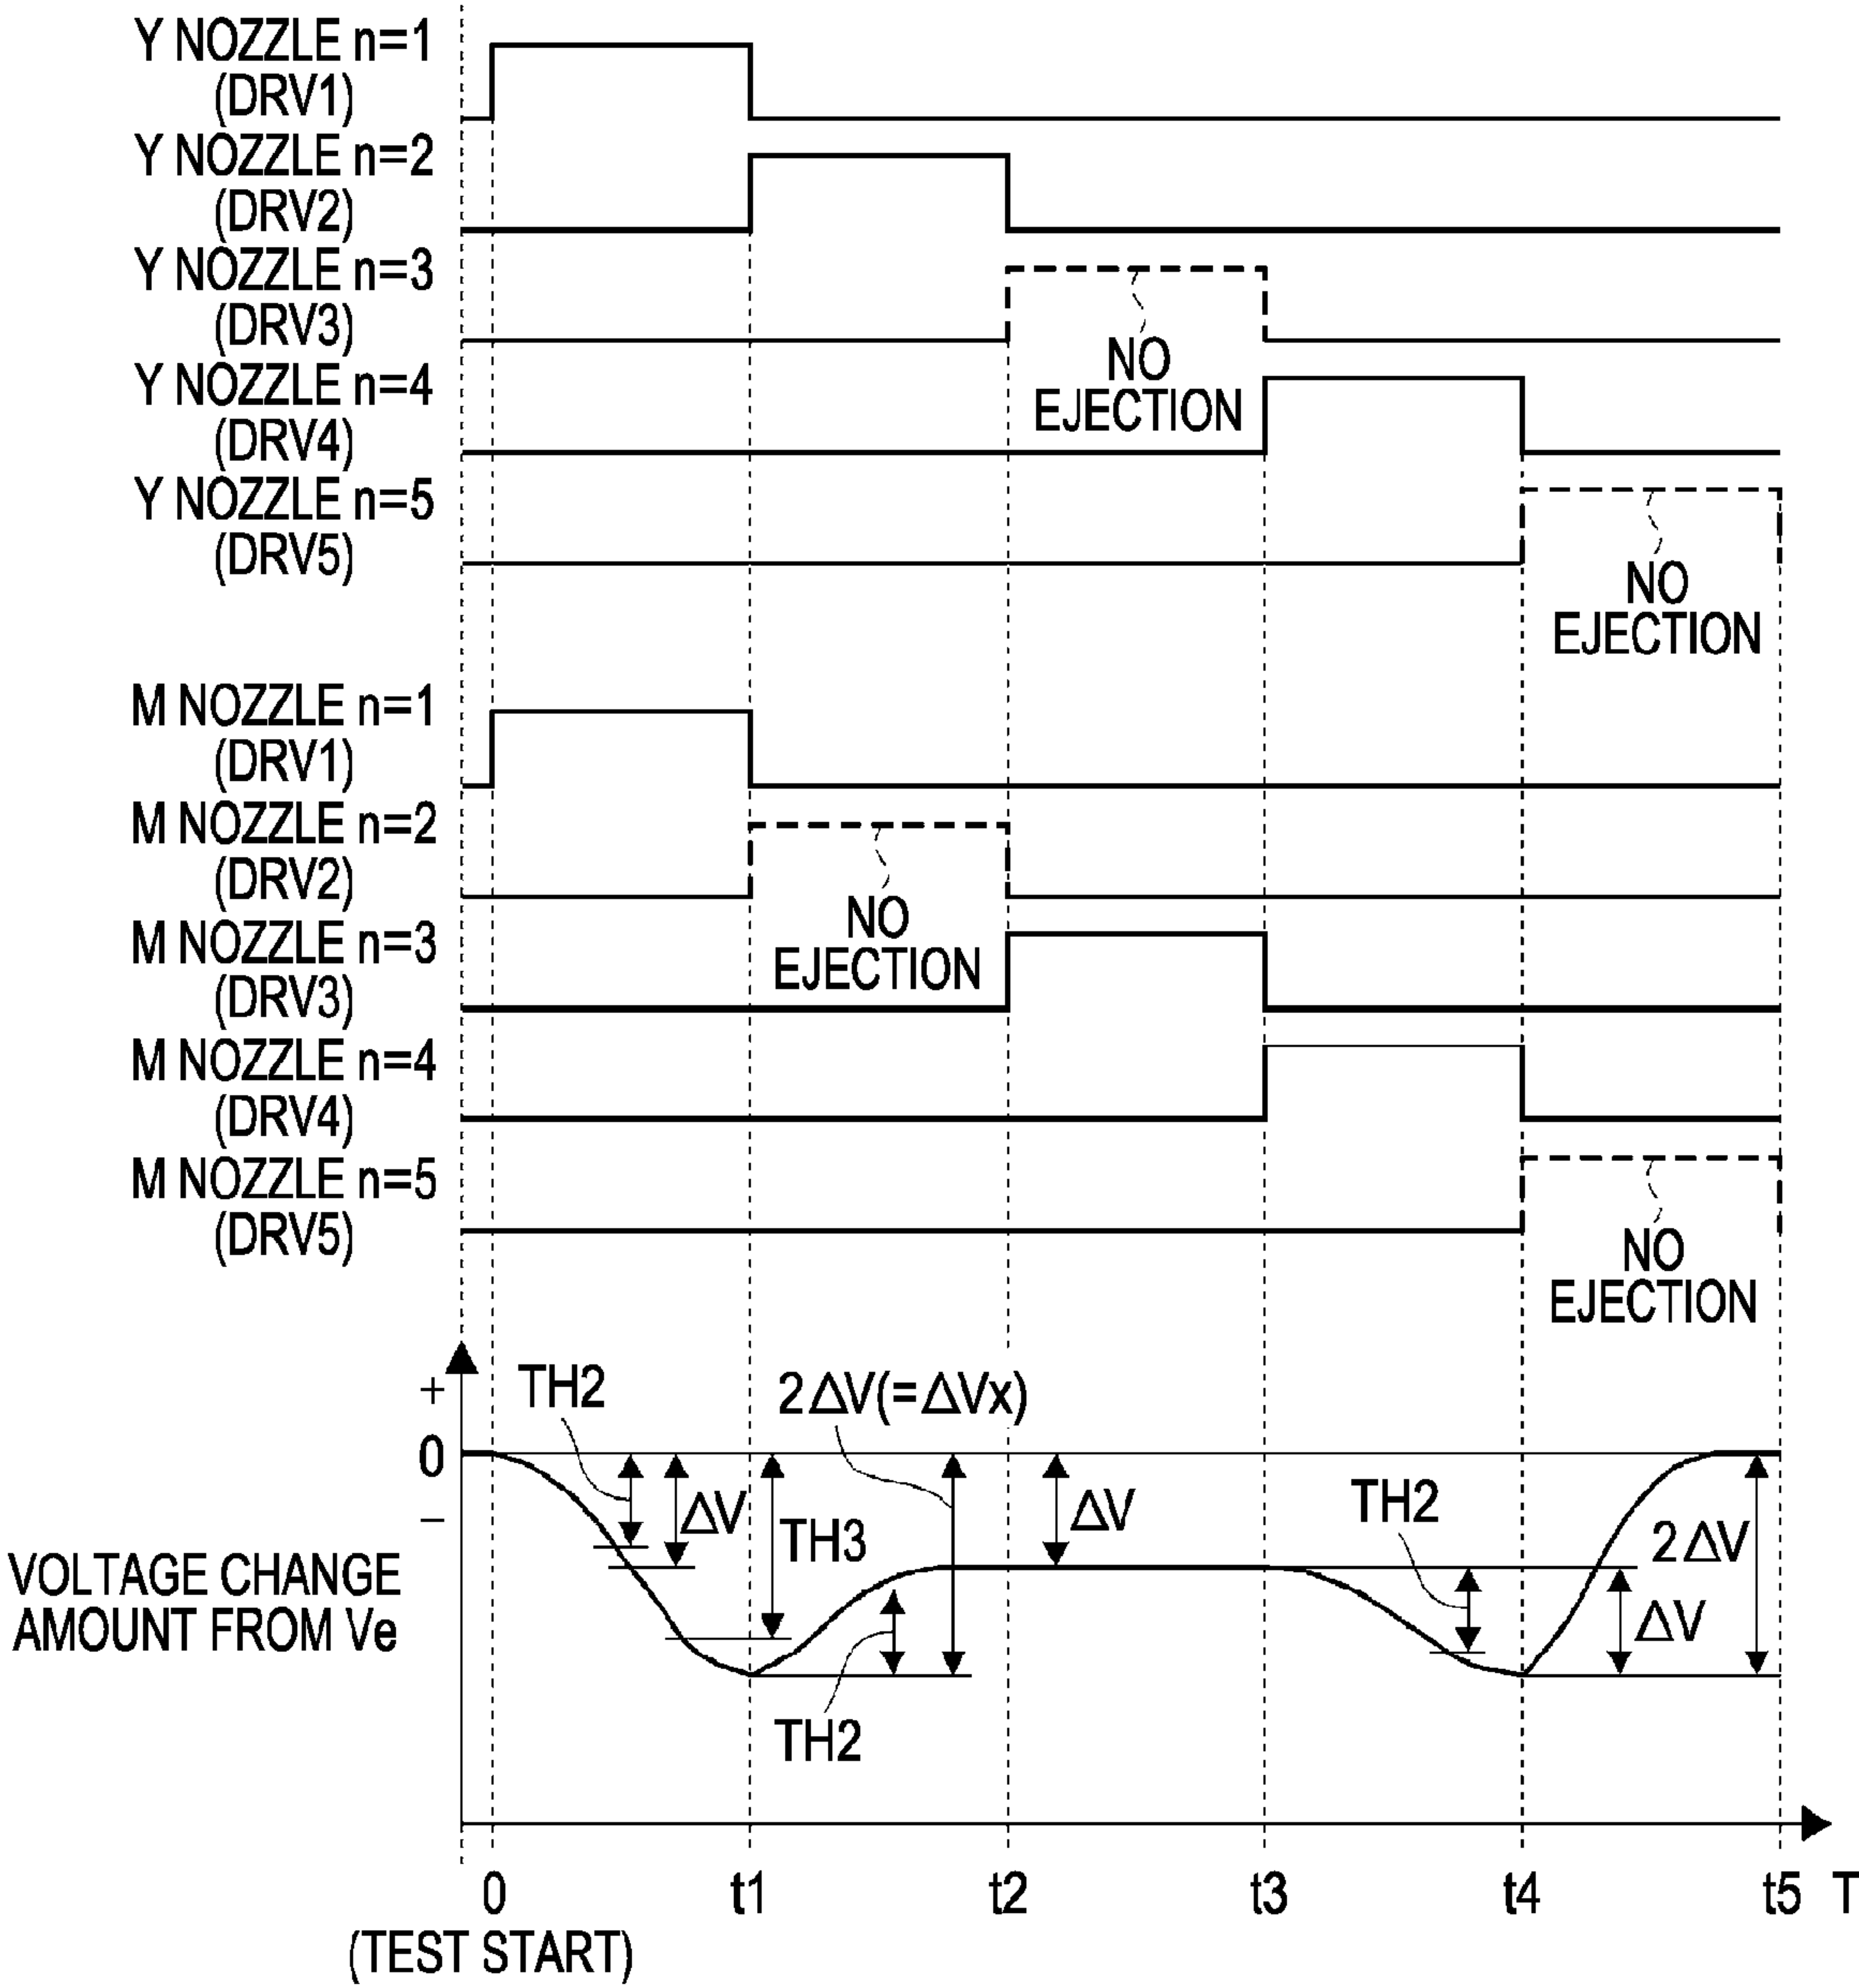 Y NOZZLE n=1
(DRV1)
Y NOZZLE n=2
(DRV2)
Y NOZZLE n=3
(DRV3)
NO
EJECTION
Y NOZZLE n=4
(DRV4)
Y NOZZLE n=5
(DRV5)
NO
EJECTION
M NOZZLE n=1
(DRV1)
M NOZZLE n=2
(DRV2)
NO
EJECTION
M NOZZLE n=3
(DRV3)
M NOZZLE n=4
(DRV4)
M NOZZLE n=5
(DRV5)
NO
EJECTION
+
0
−
VOLTAGE CHANGE
AMOUNT FROM Ve
TH2
2ΔV(=ΔVx)
ΔV
TH3
ΔV
TH2
2ΔV
ΔV
TH2
0 t1 t2 t3 t4 t5 T
(TEST START)